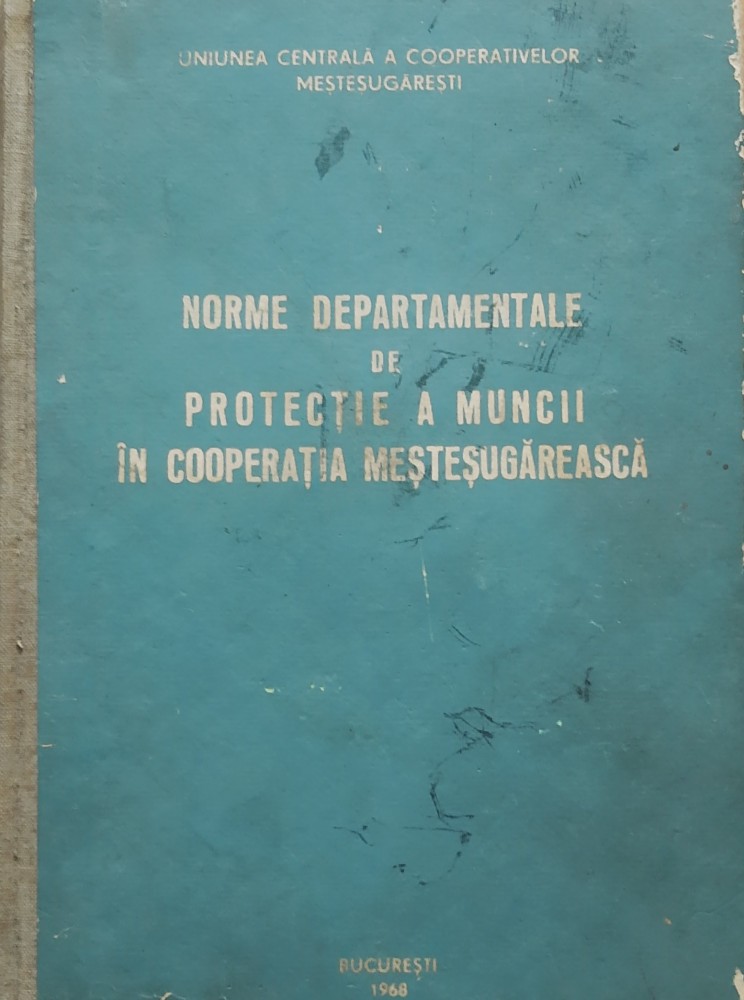 UNIUNEA CENTRALĂ A COOPERATIVELOR
MEȘTEȘUGĂREȘTI
NORME DEPARTAMENTALE
DE
PROTECȚIE A MUNCII
ÎN COOPERAȚIA MEȘTEȘUGĂREASCĂ
BUCUREȘTI
1968